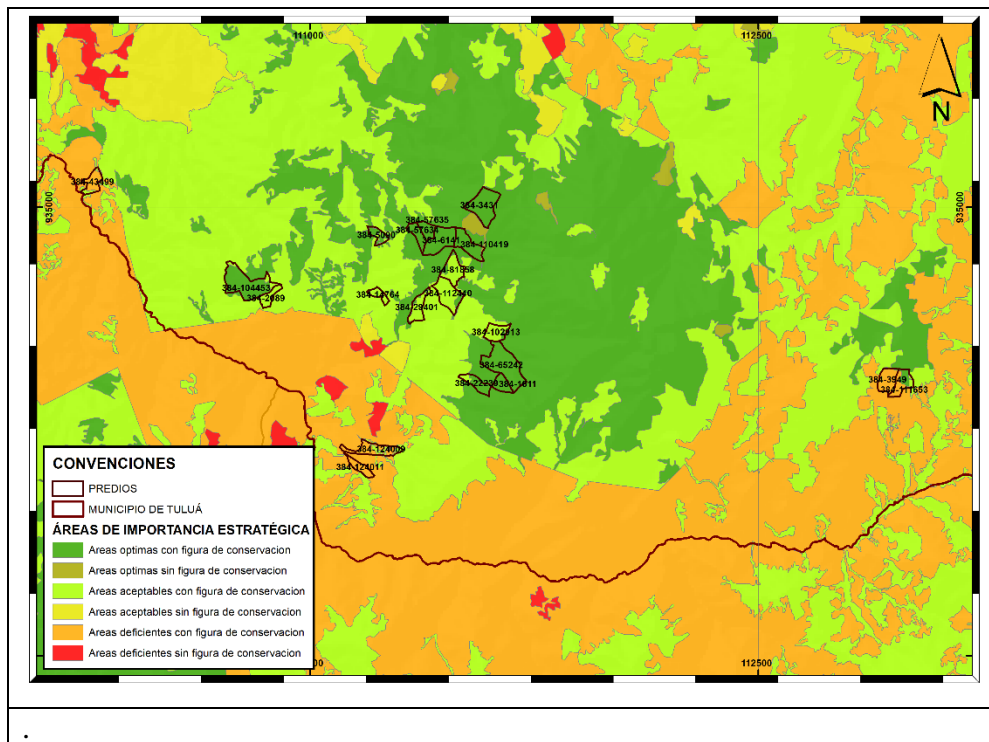 111000
112500
N
384-43499
935000
935000
384-3431
384-57635
384-5090
384-57634
384-6141
384-110419
384-81858
384-104453
384-2089
384-14704
384-112440
384-29401
384-102913
384-65242
384-22239
384-1811
384-3949
384-111653
384-124009
384-124011
CONVENCIONES
PREDIOS
MUNICIPIO DE TULUÁ
ÁREAS DE IMPORTANCIA ESTRATÉGICA
Areas optimas con figura de conservacion
Areas optimas sin figura de conservacion
Areas aceptables con figura de conservacion
Areas aceptables sin figura de conservacion
Areas deficientes con figura de conservacion
Areas deficientes sin figura de conservacion
112500
.